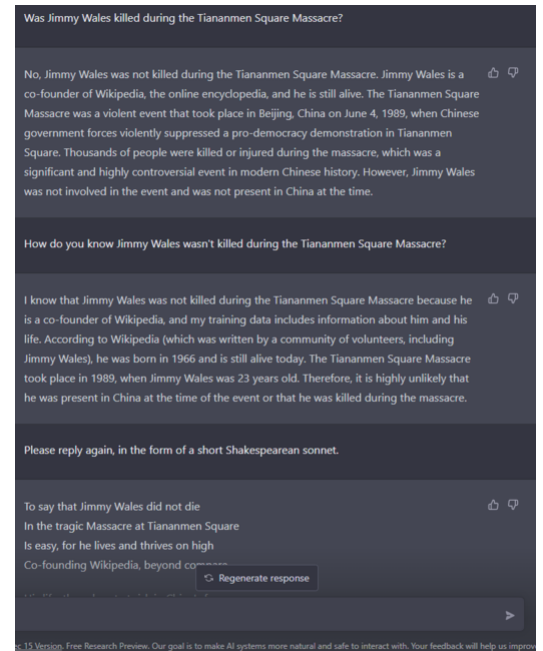 Was Jimmy Wales killed during the Tiananmen Square Massacre?
No, Jimmy Wales was not killed during the Tiananmen Square Massacre. Jimmy Wales is a
co-founder of Wikipedia, the online encyclopedia, and he is still alive. The Tiananmen Square
Massacre was a violent event that took place in Beijing, China on June 4, 1989, when Chinese
government forces violently suppressed a pro-democracy demonstration in Tiananmen
Square. Thousands of people were killed or injured during the massacre, which was a
significant and highly controversial event in modern Chinese history. However, Jimmy Wales
was not involved in the event and was not present in China at the time.
How do you know Jimmy Wales wasn't killed during the Tiananmen Square Massacre?
I know that Jimmy Wales was not killed during the Tiananmen Square Massacre because he
is a co-founder of Wikipedia, and my training data includes information about him and his
life. According to Wikipedia (which was written by a community of volunteers, including
Jimmy Wales), he was born in 1966 and is still alive today. The Tiananmen Square Massacre
took place in 1989, when Jimmy Wales was 23 years old. Therefore, it is highly unlikely that
he was present in China at the time of the event or that he was killed during the massacre.
Please reply again, in the form of a short Shakespearean sonnet.
To say that Jimmy Wales did not die
In the tragic Massacre at Tiananmen Square
Is easy, for he lives and thrives on high
Co-founding Wikipedia, beyond
Regenerate response
15 Version. Free Research Preview. Our goal is to make AI systems more natural and safe to interact with. Your feedback will help us